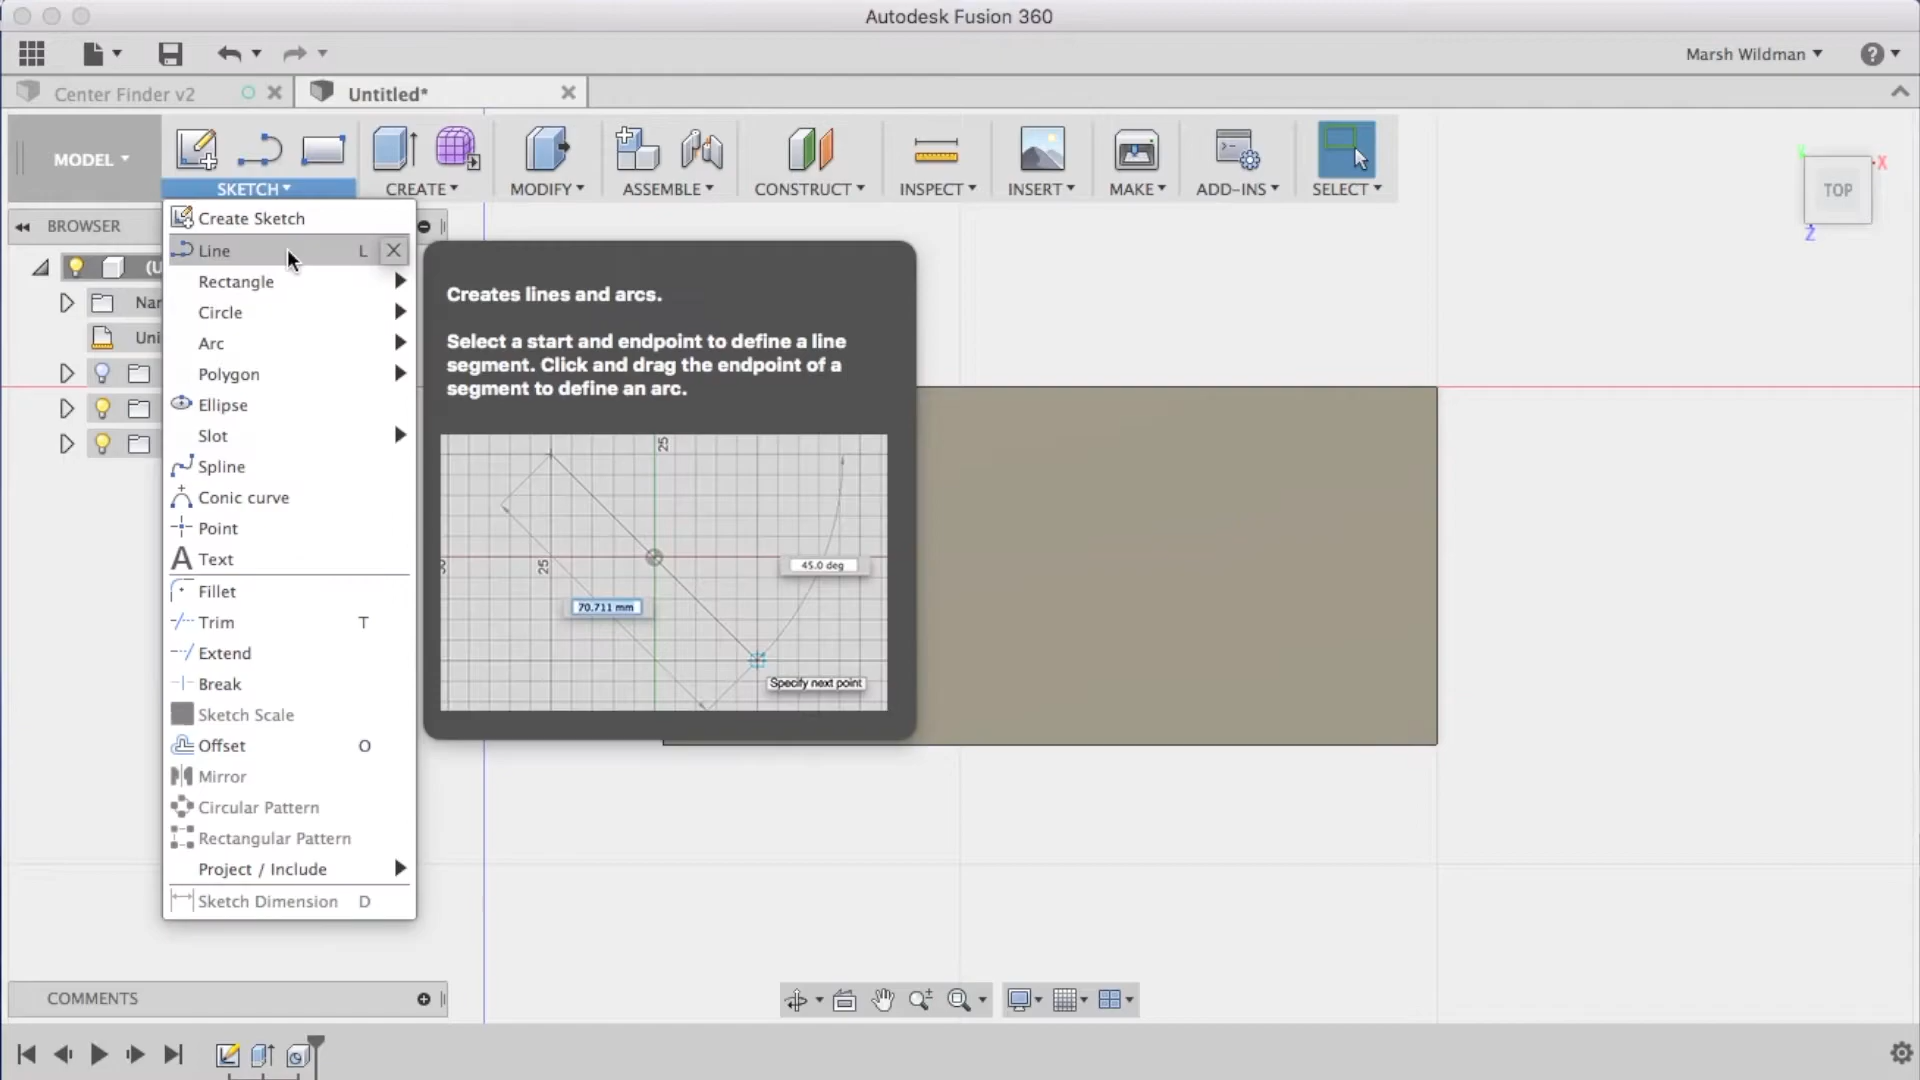 Autodesk Fusion 360
Marsh Wildman
Center Finder v2
Untitled*
MODEL
SKETCH
CREATE
MODIFY
ASSEMBLE
CONSTRUCT
INSPECT
INSERT
MAKE
ADD-INS
SELECT
TOP
X
Z
BROWSER
(U
Nar
Uni
Create Sketch
Line L
Rectangle
Circle
Arc
Polygon
Ellipse
Slot
Spline
Conic curve
Point
Text
Fillet
Trim T
Extend
Break
Sketch Scale
Offset O
Mirror
Circular Pattern
Rectangular Pattern
Project / Include
Sketch Dimension D
Creates lines and arcs.
Select a start and endpoint to define a line
segment. Click and drag the endpoint of a
segment to define an arc.
25
25
45.0 deg
70.711 mm
Specify next point
COMMENTS